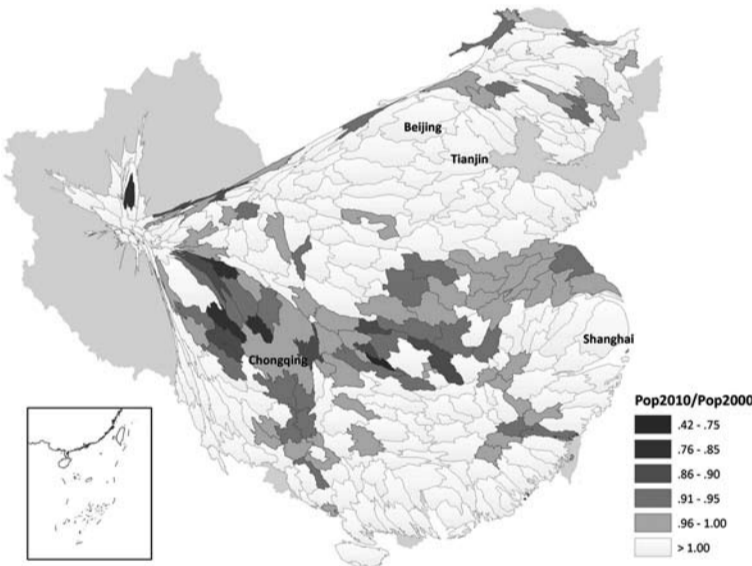 Beijing
Tianjin
Shanghai
Chongqing
Pop2010/Pop2000
.42 - .75
.76 - .85
.86 - .90
.91 - .95
.96 - 1.00
> 1.00